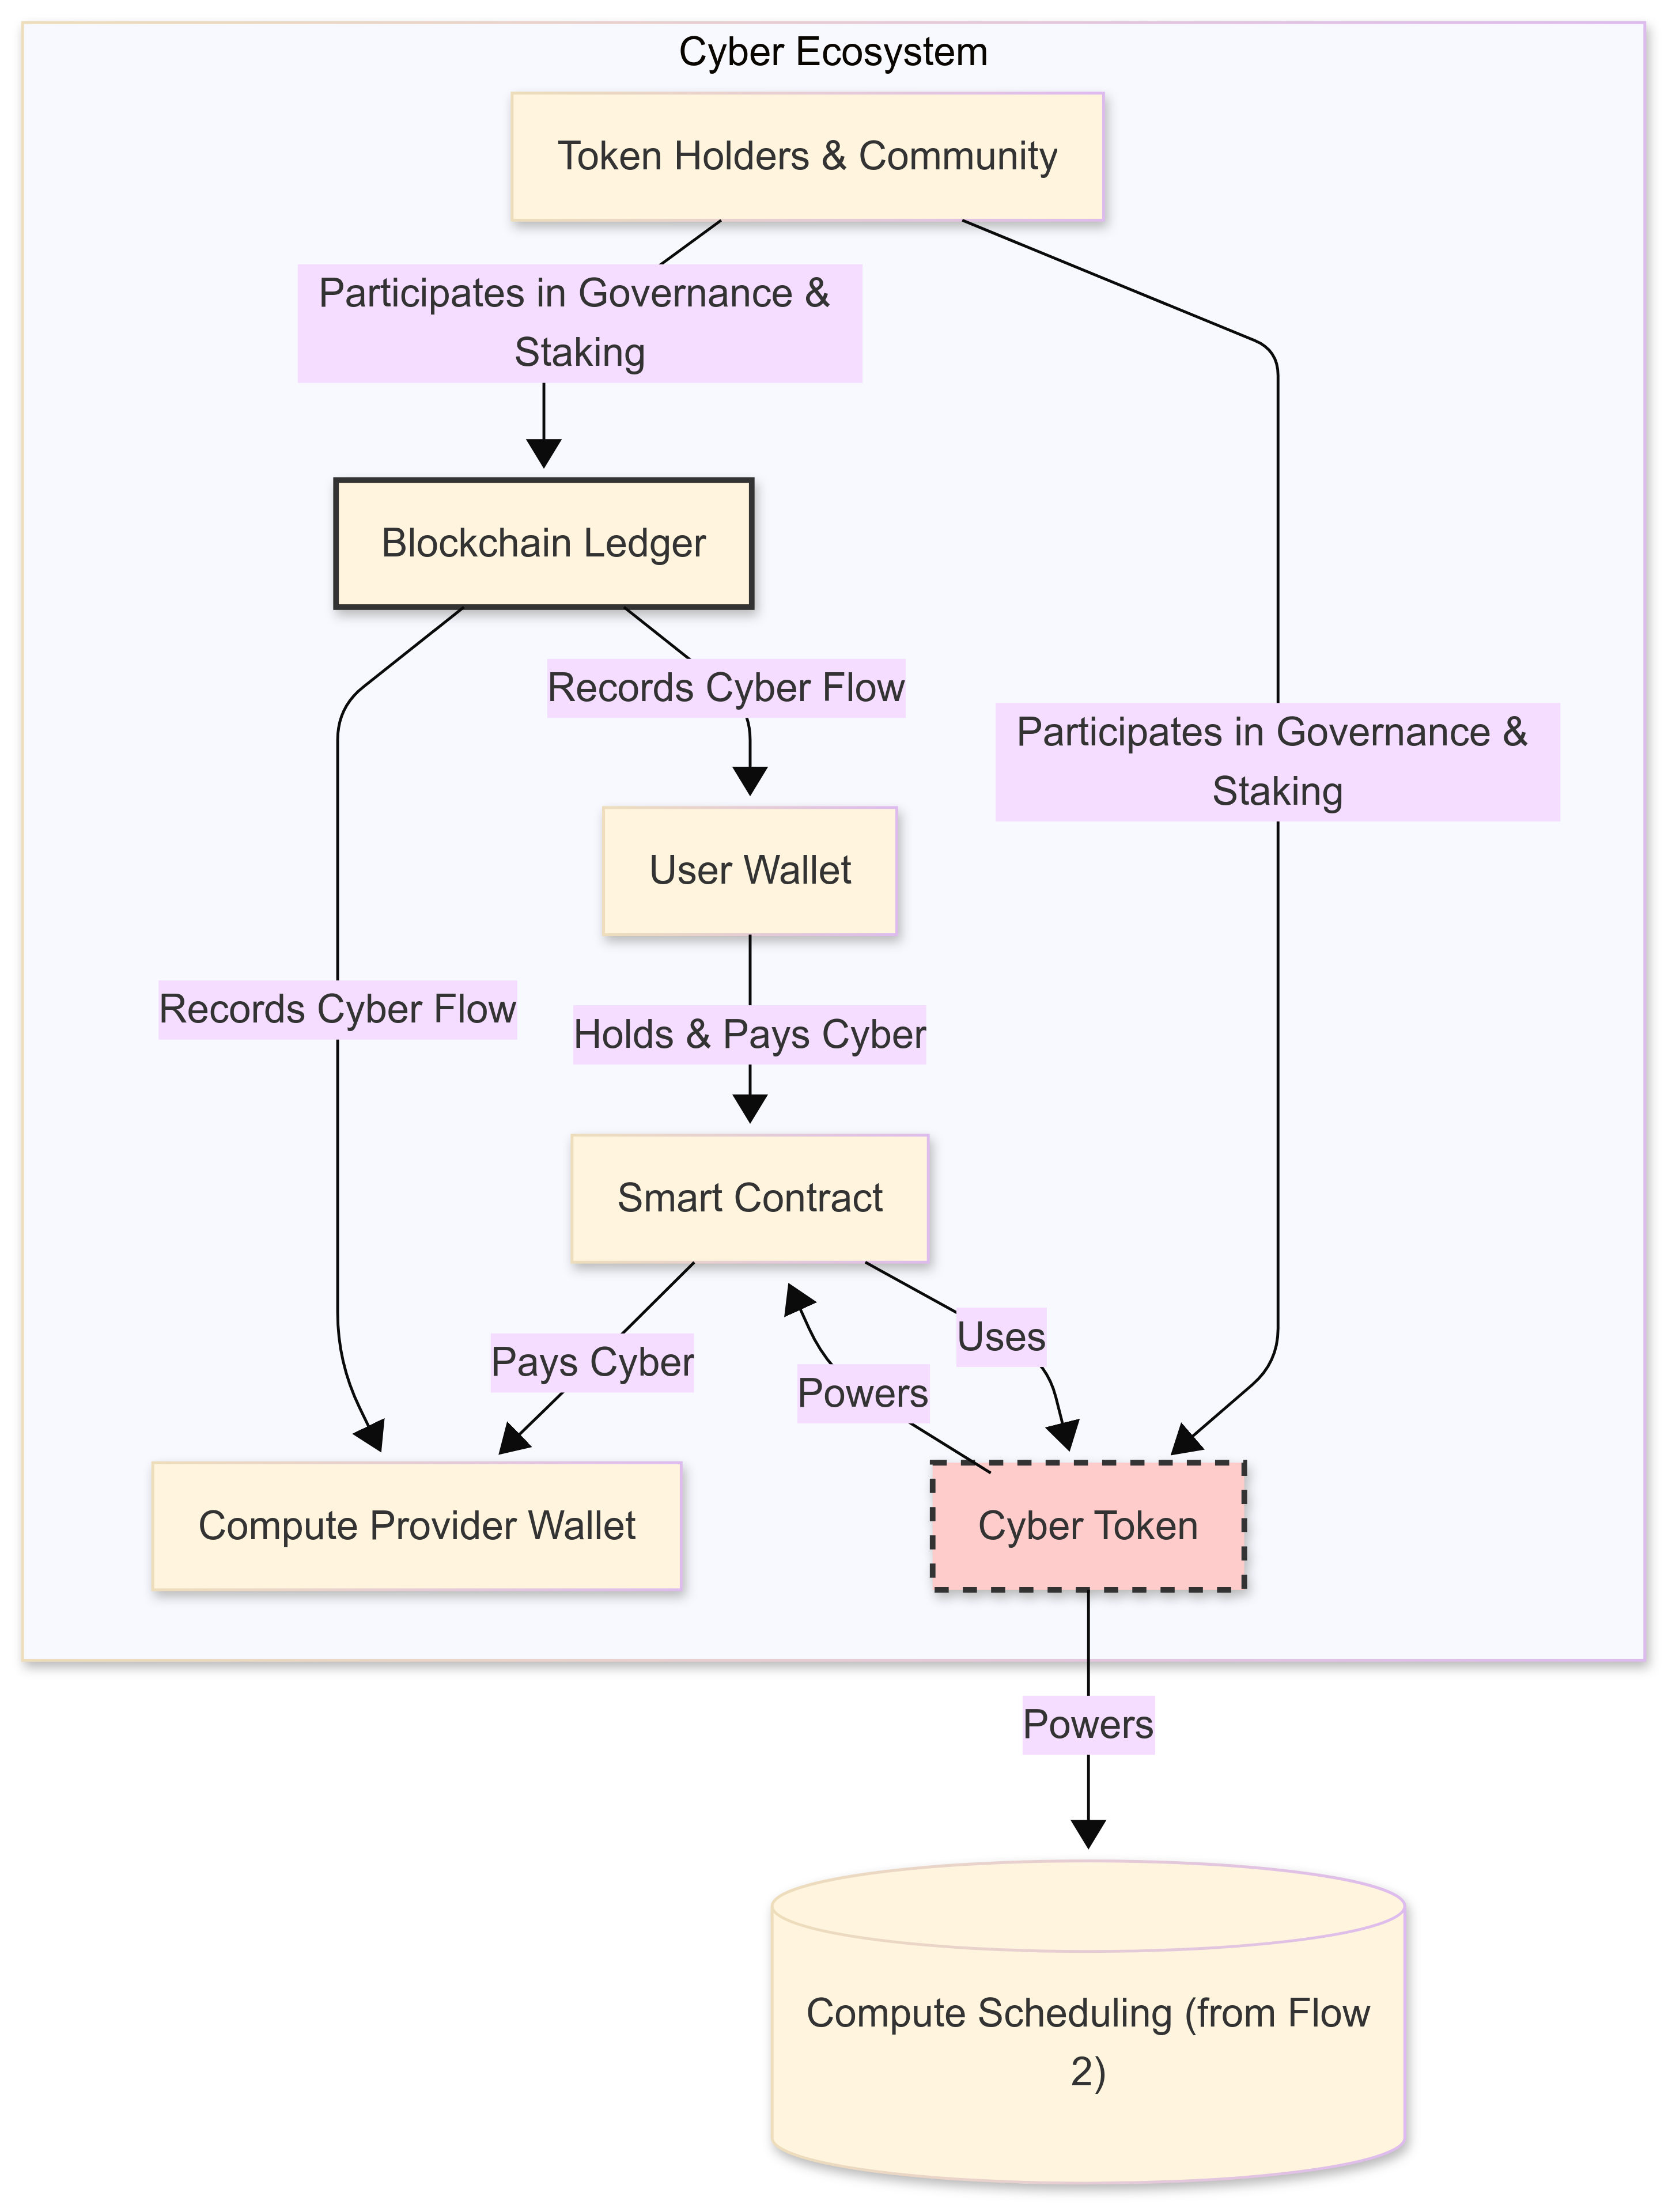 Cyber Ecosystem
Token Holders & Community
Participates in Governance &
Staking
Blockchain Ledger
Records Cyber Flow
Participates in Governance &
Staking
User Wallet
Records Cyber Flow
Holds & Pays Cyber
Smart Contract
Uses
Pays Cyber
Powers
Compute Provider Wallet
Cyber Token
Powers
Compute Scheduling (from Flow
2)